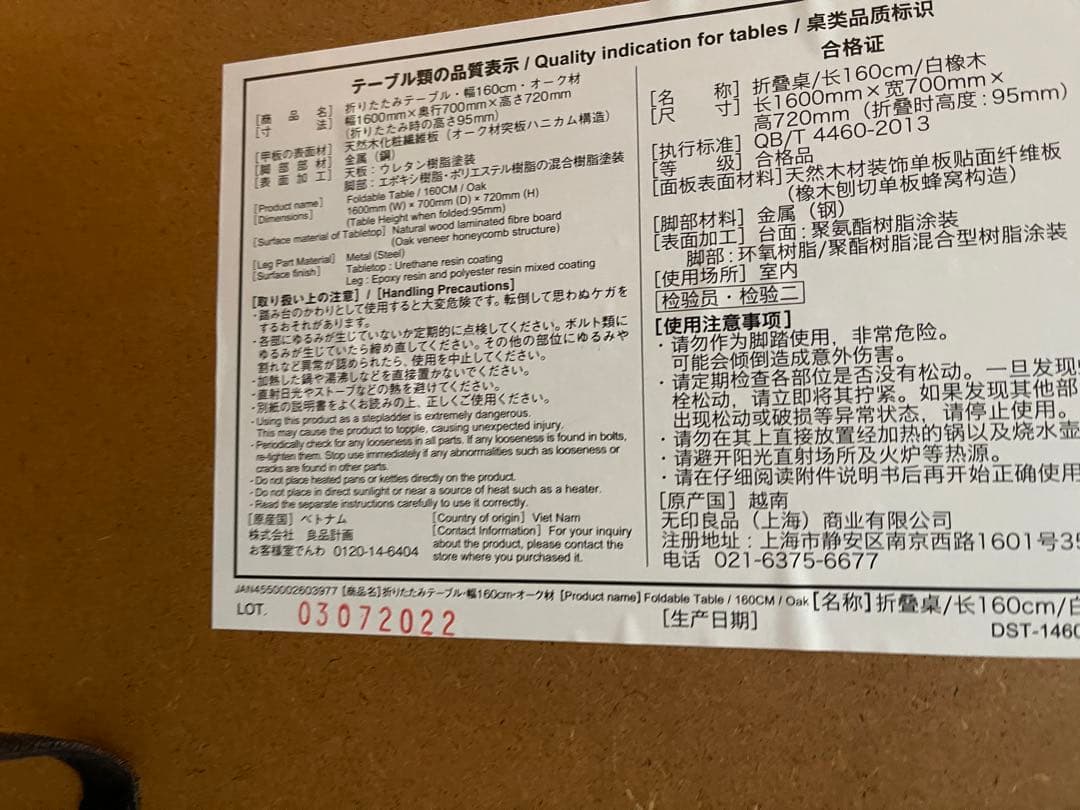 テーブル類の品質表示 / Quality indication for tables / 桌类品质标识
[商品名] 折りたたみテーブル・幅160cm・オーク材
[寸法] 幅1600mm×奥行700mm×高さ720mm
(折りたたみ時の高さ95mm)
[甲板の表面材] 天然木化粧繊維板 (オーク材突板ハニカム構造)
[脚部部材] 金属 (鋼)
[表面加工] 天板:ウレタン樹脂塗装
脚部:エポキシ樹脂・ポリエステル樹脂の混合樹脂塗装
[Product name] Foldable Table / 160CM / Oak
[Dimensions] 1600mm (W) × 700mm (D) × 720mm (H)
(Table Height when folded:95mm)
[Surface material of Tabletop] Natural wood laminated fibre board
(Oak veneer honeycomb structure)
[Leg Part Material] Metal (Steel)
[Surface finish] Tabletop : Urethane resin coating
Leg : Epoxy resin and polyester resin mixed coating
[取り扱い上の注意] / [Handling Precautions]
・踏み台のかわりとして使用すると大変危険です。転倒して思わぬケガを
するおそれがあります。
・各部にゆるみが生じていないか定期的に点検してください。ボルト類に
ゆるみが生じていたら締め直してください。その他の部位にゆるみや
割れなど異常が認められたら、使用を中止してください。
・加熱した鍋や湯沸しなどを直接置かないでください。
・直射日光やストーブなどの熱を避けてください。
・別紙の説明書をよくお読みの上、正しくご使用ください。
- Using this product as a stepladder is extremely dangerous.
This may cause the product to topple, causing unexpected injury.
- Periodically check for any looseness in all parts. If any looseness is found in bolts,
re-tighten them. Stop use immediately if any abnormalities such as looseness or
cracks are found in other parts.
- Do not place heated pans or kettles directly on the product.
- Do not place in direct sunlight or near a source of heat such as a heater.
- Read the separate instructions carefully to use it correctly.
[原産国] ベトナム
株式会社 良品計画
お客様室でんわ 0120-14-6404
[Country of origin] Viet Nam
[Contact Information] For your inquiry
about the product, please contact the
store where you purchased it.
合格证
[名称] 折叠桌/长160cm/白橡木
[尺寸] 长1600mm×宽700mm×
高720mm (折叠时高度:95mm)
[执行标准] QB/T 4460-2013
[等级] 合格品
[面板表面材料] 天然木材装饰单板贴面纤维板
(橡木刨切单板蜂窝构造)
[脚部材料] 金属 (钢)
[表面加工] 台面:聚氨酯树脂涂装
脚部:环氧树脂/聚酯树脂混合型树脂涂装
[使用场所] 室内
检验员・检验二
[使用注意事项]
・请勿作为脚踏使用,非常危险。
可能会倾倒造成意外伤害。
・请定期检查各部位是否没有松动。一旦发现
栓松动,请立即将其拧紧。如果发现其他部
出现松动或破损等异常状态,请停止使用。
・请勿在其上直接放置经加热的锅以及烧水壶
・请避开阳光直射场所及火炉等热源。
・请在仔细阅读附件说明书后再开始正确使用
[原产国] 越南
无印良品（上海）商业有限公司
注册地址:上海市静安区南京西路1601号
电话 021-6375-6677
JAN4550002603977 [商品名]折りたたみテーブル・幅160cm・オーク材 [Product name] Foldable Table / 160CM / Oak [名称] 折叠桌/长160cm/白
LOT. 03072022 [生产日期]
DST-1460